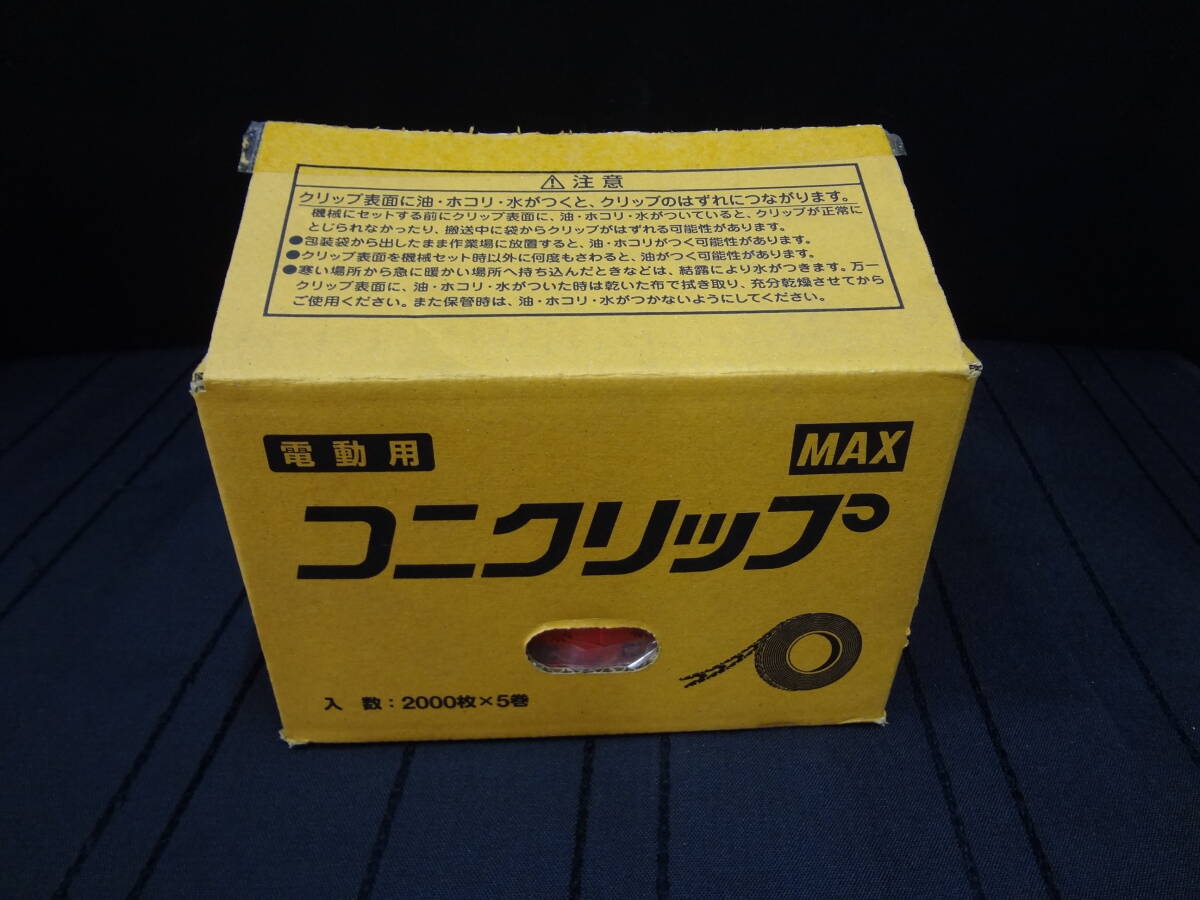 ⚠注意
クリップ表面に油・ホコリ・水がつくと、クリップのはずれにつながります。
機械にセットする前にクリップ表面に、油・ホコリ・水がついていると、クリップが正常に
とじられなかったり、搬送中に袋からクリップがはずれる可能性があります。
●包装袋から出したまま作業場に放置すると、油・ホコリがつく可能性があります。
●クリップ表面を機械セット時以外に何度もさわると、油がつく可能性があります。
●寒い場所から急に暖かい場所へ持ち込んだときなどは、結露により水がつきます。万一
クリップ表面に、油・ホコリ・水がついた時は乾いた布で拭き取り、充分乾燥させてから
ご使用ください。また保管時は、油・ホコリ・水がつかないようにしてください。
電動用
MAX
コニクリップ
入 数：2000枚×5巻